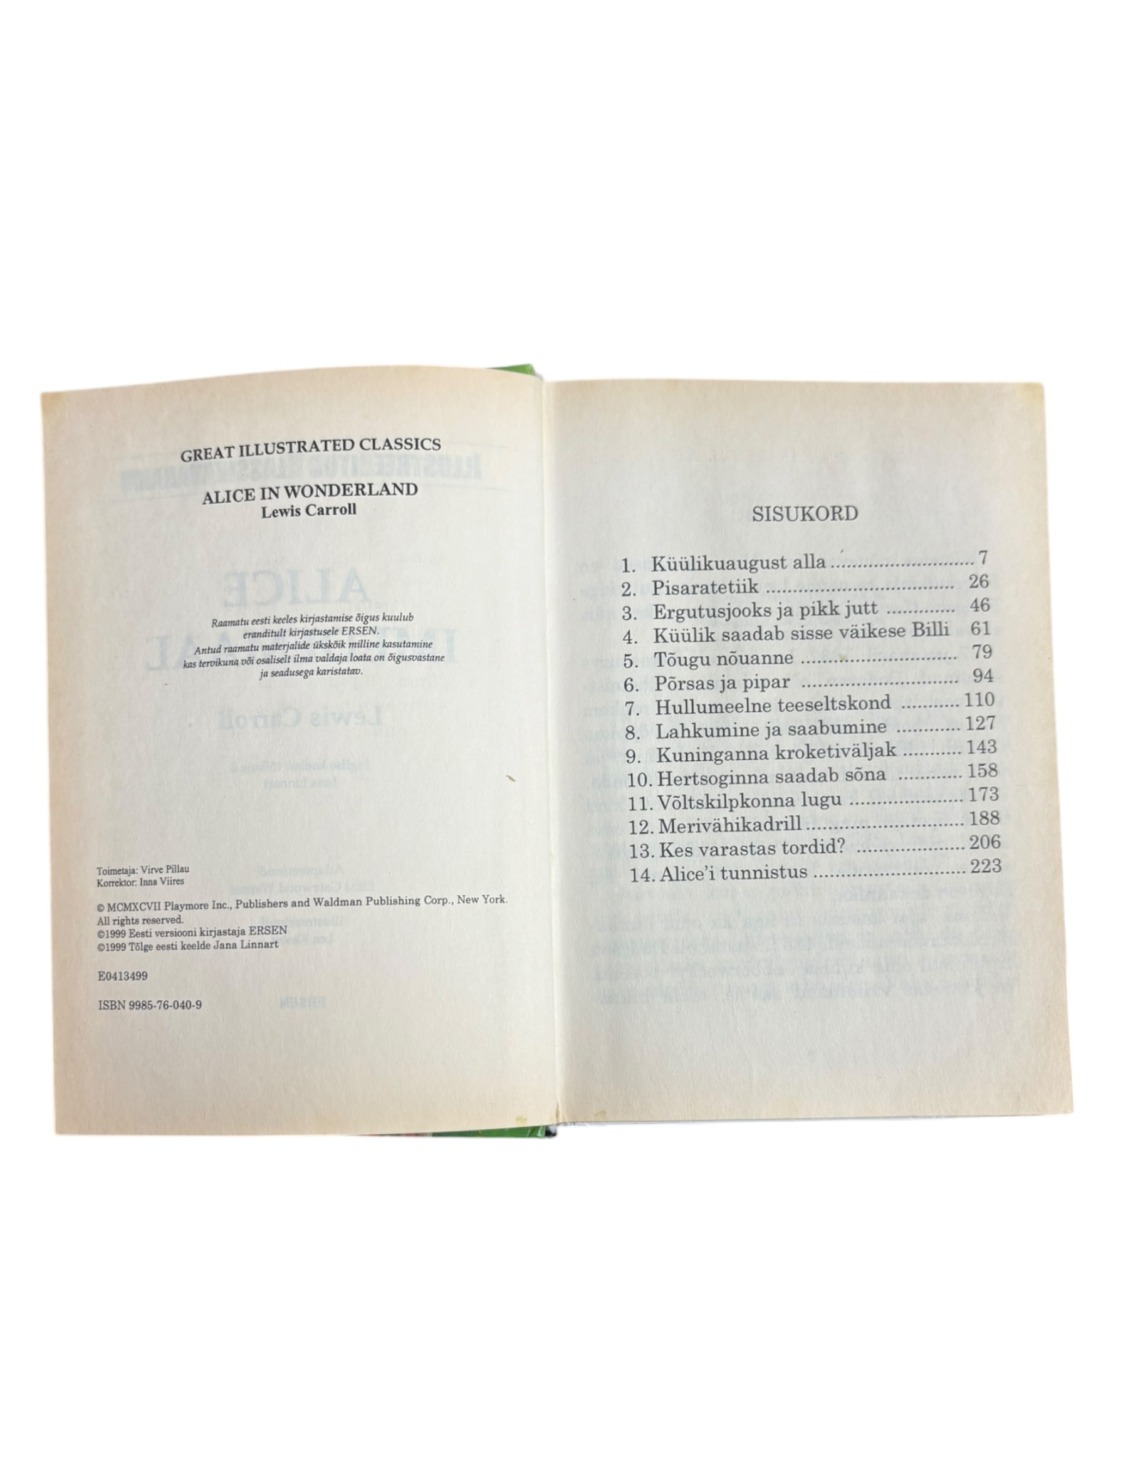 GREAT ILLUSTRATED CLASSICS
ALICE IN WONDERLAND
Lewis Carroll
Raamatu eesti keeles kirjastamise õigus kuulub
eranditult kirjastusele ERSEN.
Antud raamatu materjalide ükskõik milline kasutamine
kas tervikuna või osaliselt ilma valdaja loata on õigusvastane
ja seadusega karistatav.
Toimetaja: Virve Pillau
Korrektor: Inna Viires
© MCMXCVII Playmore Inc., Publishers and Waldman Publishing Corp., New York.
All rights reserved.
©1999 Eesti versiooni kirjastaja ERSEN
©1999 Tõlge eesti keelde Jana Linnart
E0413499
ISBN 9985-76-040-9
SISUKORD
1. Küülikuaugust alla ........................... 7
2. Pisaratetiik .................................. 26
3. Ergutusjooks ja pikk jutt ............ 46
4. Küülik saadab sisse väikese Billi 61
5. Tõugu nõuanne ............................ 79
6. Põrsas ja pipar ............................ 94
7. Hullumeelne teeseltskond .......... 110
8. Lahkumine ja saabumine ............ 127
9. Kuninganna kroketiväljak .......... 143
10. Hertsoginna saadab sõna ............ 158
11. Võltskilpkonna lugu .................... 173
12. Merivähikadrill ............................ 188
13. Kes varastas tordid? ................... 206
14. Alice'i tunnistus ........................... 223